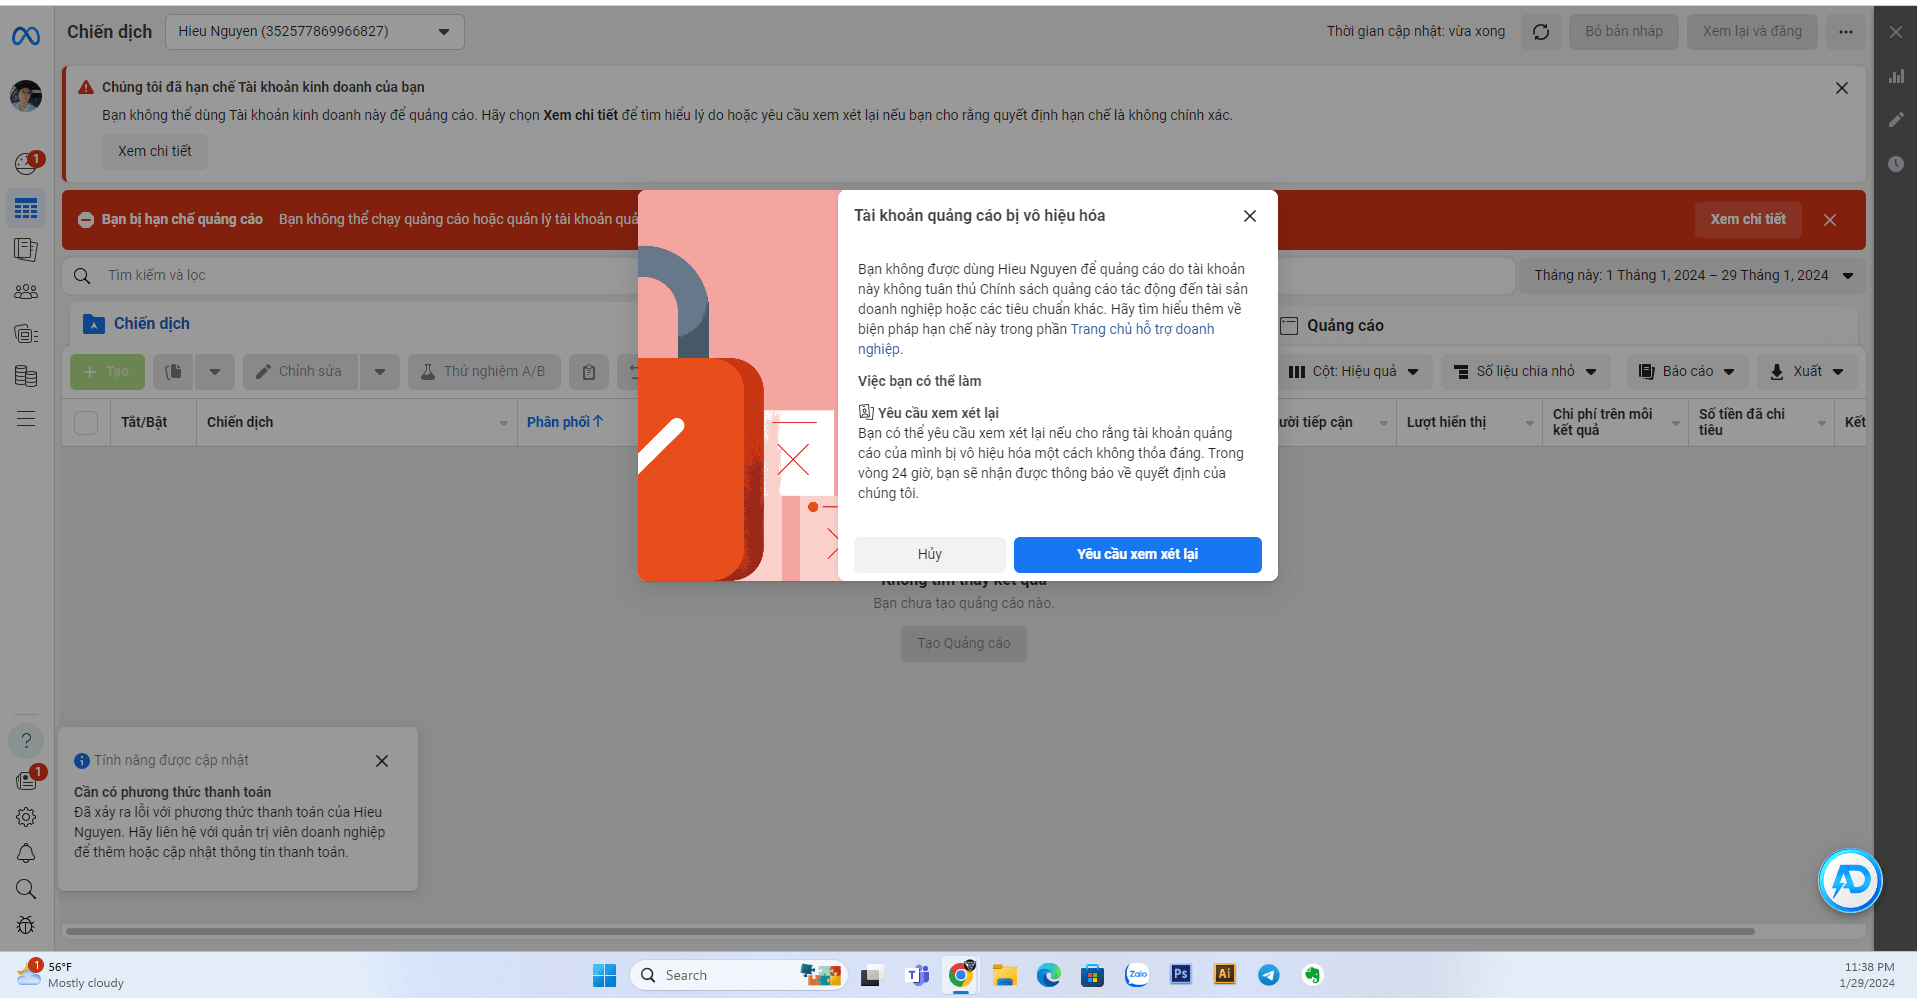 Chiến dịch
Hieu Nguyen (352577869966827)
Thời gian cập nhật: vừa xong
Bỏ bản nháp
Xem lại và đăng
Chúng tôi đã hạn chế Tài khoản kinh doanh của bạn
Bạn không thể dùng Tài khoản kinh doanh này để quảng cáo. Hãy chọn Xem chi tiết để tìm hiểu lý do hoặc yêu cầu xem xét lại nếu bạn cho rằng quyết định hạn chế là không chính xác.
Xem chi tiết
1
Bạn bị hạn chế quảng cáo
Bạn không thể chạy quảng cáo hoặc quản lý tài khoản quả
Xem chi tiết
Tìm kiếm và lọc
Tháng này: 1 Tháng 1, 2024 – 29 Tháng 1, 2024
Chiến dịch
Quảng cáo
+ Tạo
Chỉnh sửa
Thử nghiệm A/B
Cột: Hiệu quả
Số liệu chia nhỏ
Báo cáo
Xuất
Tắt/Bật
Chiến dịch
Phân phối ↑
ười tiếp cận
Lượt hiển thị
Chi phí trên mỗi
kết quả
Số tiền đã chi
tiêu
Kết
Tài khoản quảng cáo bị vô hiệu hóa
Bạn không được dùng Hieu Nguyen để quảng cáo do tài khoản
này không tuân thủ Chính sách quảng cáo tác động đến tài sản
doanh nghiệp hoặc các tiêu chuẩn khác. Hãy tìm hiểu thêm về
biện pháp hạn chế này trong phần Trang chủ hỗ trợ doanh
nghiệp.
Việc bạn có thể làm
Yêu cầu xem xét lại
Bạn có thể yêu cầu xem xét lại nếu cho rằng tài khoản quảng
cáo của mình bị vô hiệu hóa một cách không thỏa đáng. Trong
vòng 24 giờ, bạn sẽ nhận được thông báo về quyết định của
chúng tôi.
Hủy
Yêu cầu xem xét lại
Không tìm thấy kết quả
Bạn chưa tạo quảng cáo nào.
Tạo Quảng cáo
?
1
Tính năng được cập nhật
Cần có phương thức thanh toán
Đã xảy ra lỗi với phương thức thanh toán của Hieu
Nguyen. Hãy liên hệ với quản trị viên doanh nghiệp
để thêm hoặc cập nhật thông tin thanh toán.
AD
1
56°F
Mostly cloudy
Search
Zalo
Ps
Ai
11:38 PM
1/29/2024